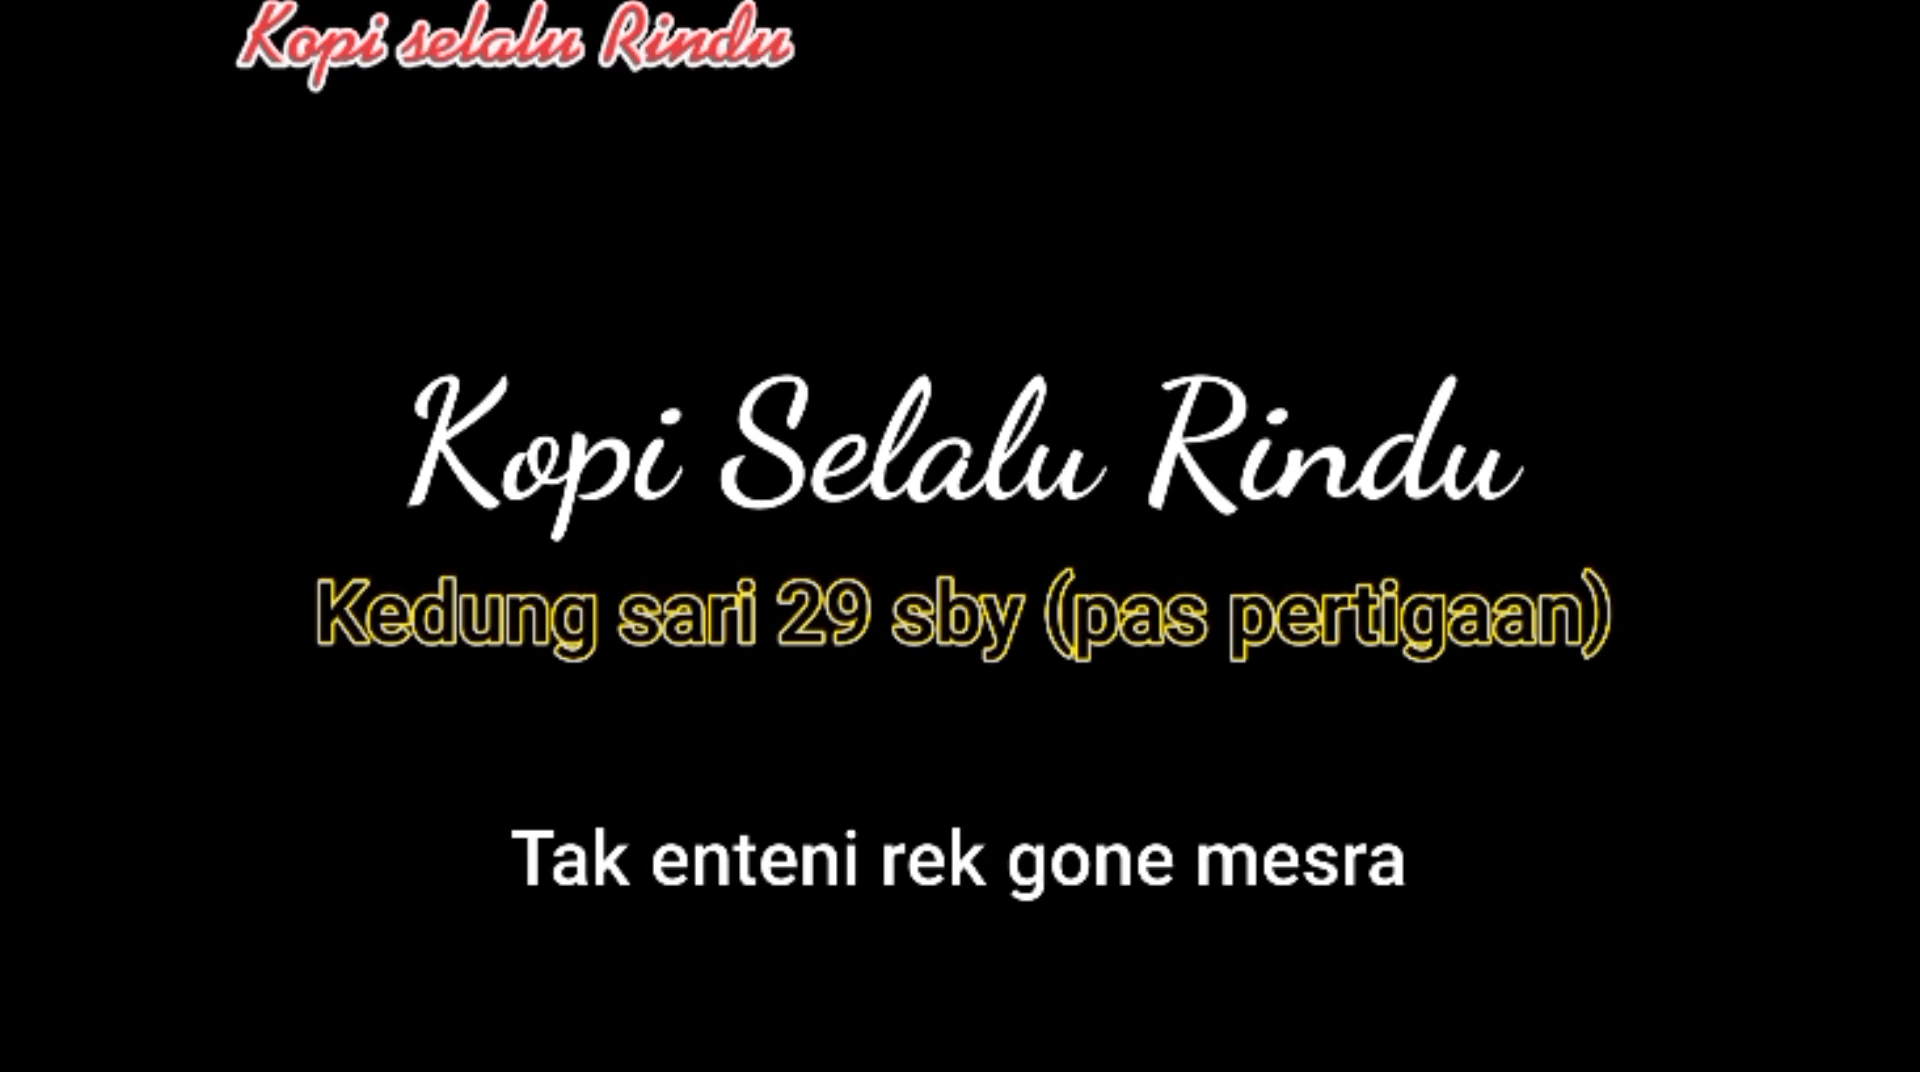 Kopi selalu Rindu
Kopi Selalu Rindu
Kedung sari 29 sby (pas pertigaan)
Tak enteni rek gone mesra